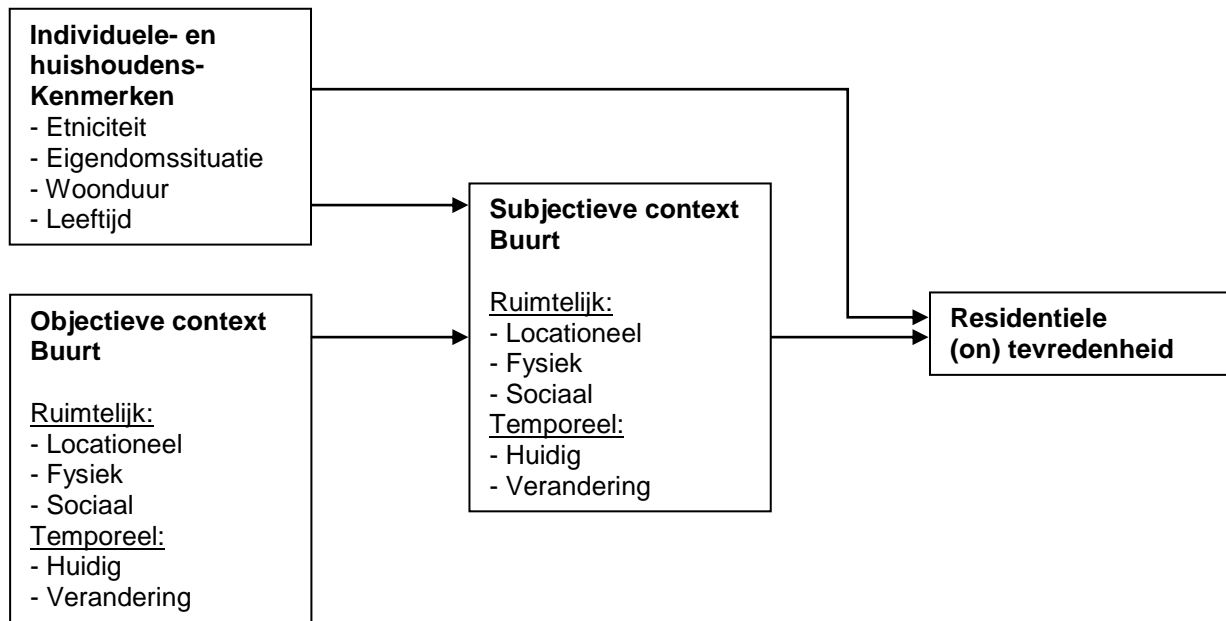 Individuele- en
huishoudens-
Kenmerken
- Etniciteit
- Eigendomssituatie
- Woonduur
- Leeftijd
Objectieve context
Buurt
Ruimtelijk:
- Locationeel
- Fysiek
- Sociaal
Temporeel:
- Huidig
- Verandering
Subjectieve context
Buurt
Ruimtelijk:
- Locationeel
- Fysiek
- Sociaal
Temporeel:
- Huidig
- Verandering
Residentiele
(on) tevredenheid